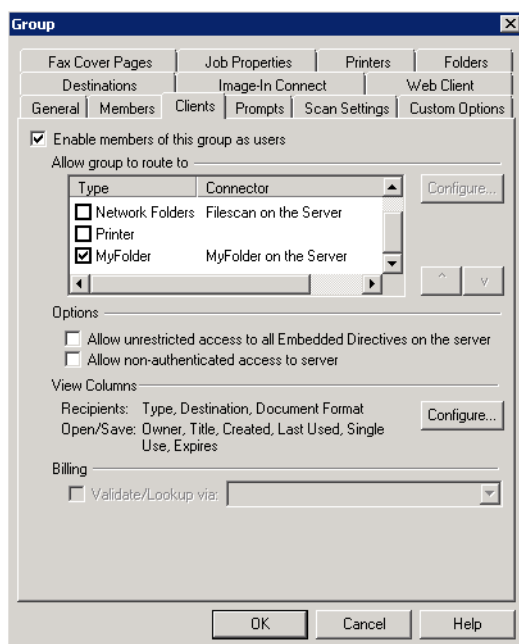 Group
Fax Cover Pages Job Properties Printers Folders
Destinations Image-In Connect Web Client
General Members Clients Prompts Scan Settings Custom Options
Enable members of this group as users
Allow group to route to
Type Connector Configure...
Network Folders Filescan on the Server
Printer
MyFolder MyFolder on the Server
^ v
Options
Allow unrestricted access to all Embedded Directives on the server
Allow non-authenticated access to server
View Columns
Recipients: Type, Destination, Document Format Configure...
Open/Save: Owner, Title, Created, Last Used, Single
Use, Expires
Billing
Validate/Lookup via:
OK Cancel Help